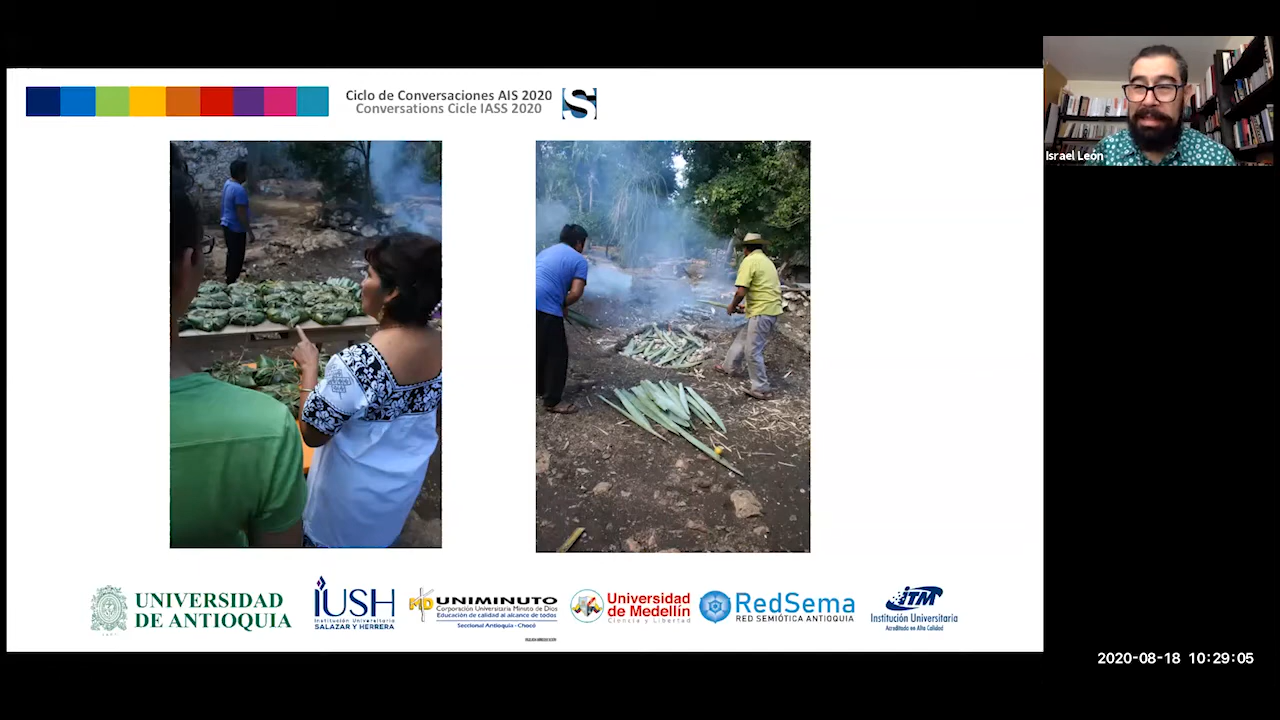 Ciclo de Conversaciones AIS 2020
Conversations Cicle IASS 2020
S
Israel León
UNIVERSIDAD
DE ANTIOQUIA
IUSH
Institución Universitaria
SALAZAR Y HERRERA
UNIMINUTO
Corporación Universitaria Minuto de Dios
Educación de calidad al alcance de todos
Seccional Antioquia - Chocó
Universidad
de Medellín
Ciencia y Libertad
RedSema
RED SEMIÓTICA ANTIOQUIA
ITM
Institución Universitaria
Acreditada en Alta Calidad
2020-08-18 10:29:05